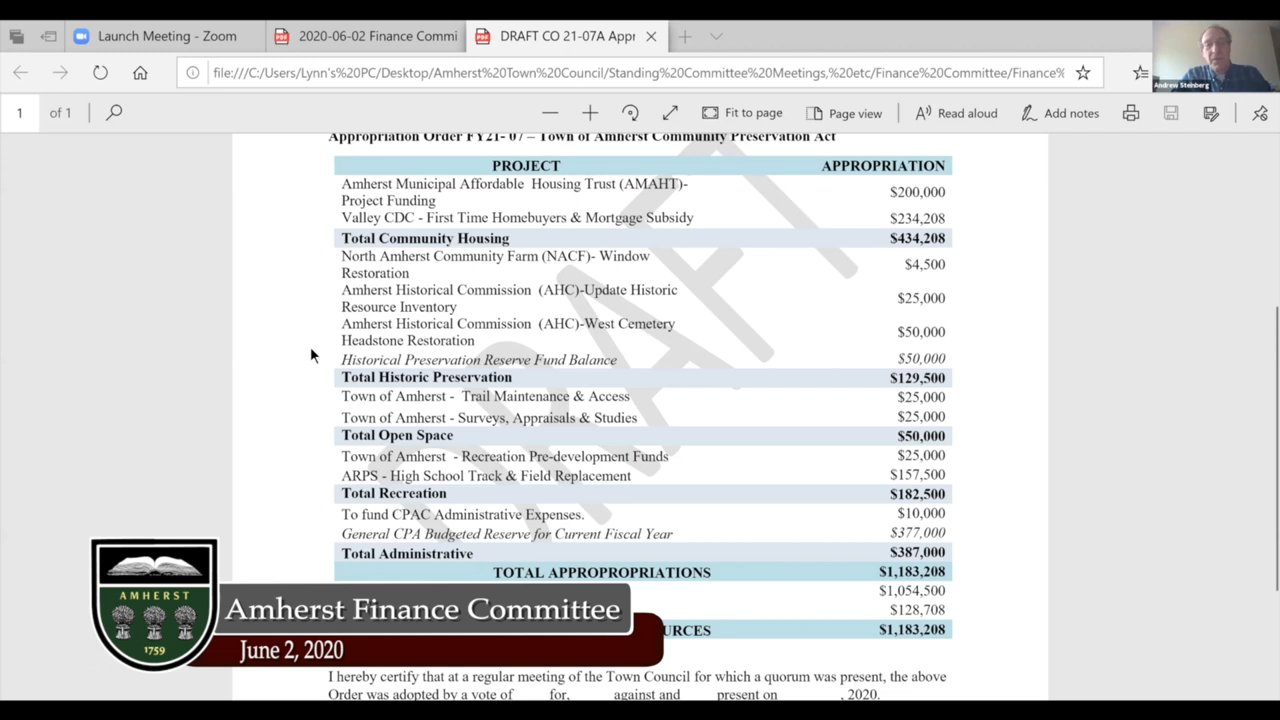 Launch Meeting - Zoom
2020-06-02 Finance Commi
DRAFT CO 21-07A Appr
file:///C:/Users/Lynn's%20PC/Desktop/Amherst%20Town%20Council/Standing%20Committee%20Meetings,%20etc/Finance%20Committee/Finance%
Andrew Steinberg
1 of 1
Fit to page
Page view
Read aloud
Add notes
Appropriation Order FY21- 07 – Town of Amherst Community Preservation Act
PROJECT APPROPRIATION
Amherst Municipal Affordable Housing Trust (AMAHT)-
Project Funding $200,000
Valley CDC - First Time Homebuyers & Mortgage Subsidy $234,208
Total Community Housing $434,208
North Amherst Community Farm (NACF)- Window
Restoration $4,500
Amherst Historical Commission (AHC)-Update Historic
Resource Inventory $25,000
Amherst Historical Commission (AHC)-West Cemetery
Headstone Restoration $50,000
Historical Preservation Reserve Fund Balance $50,000
Total Historic Preservation $129,500
Town of Amherst - Trail Maintenance & Access $25,000
Town of Amherst - Surveys, Appraisals & Studies $25,000
Total Open Space $50,000
Town of Amherst - Recreation Pre-development Funds $25,000
ARPS - High School Track & Field Replacement $157,500
Total Recreation $182,500
To fund CPAC Administrative Expenses. $10,000
General CPA Budgeted Reserve for Current Fiscal Year $377,000
Total Administrative $387,000
TOTAL APPROPROPRIATIONS $1,183,208
$1,054,500
$128,708
URCES $1,183,208
DRAFT
AMHERST
1759
Amherst Finance Committee
June 2, 2020
I hereby certify that at a regular meeting of the Town Council for which a quorum was present, the above
Order was adopted by a vote of for, against and present on , 2020.